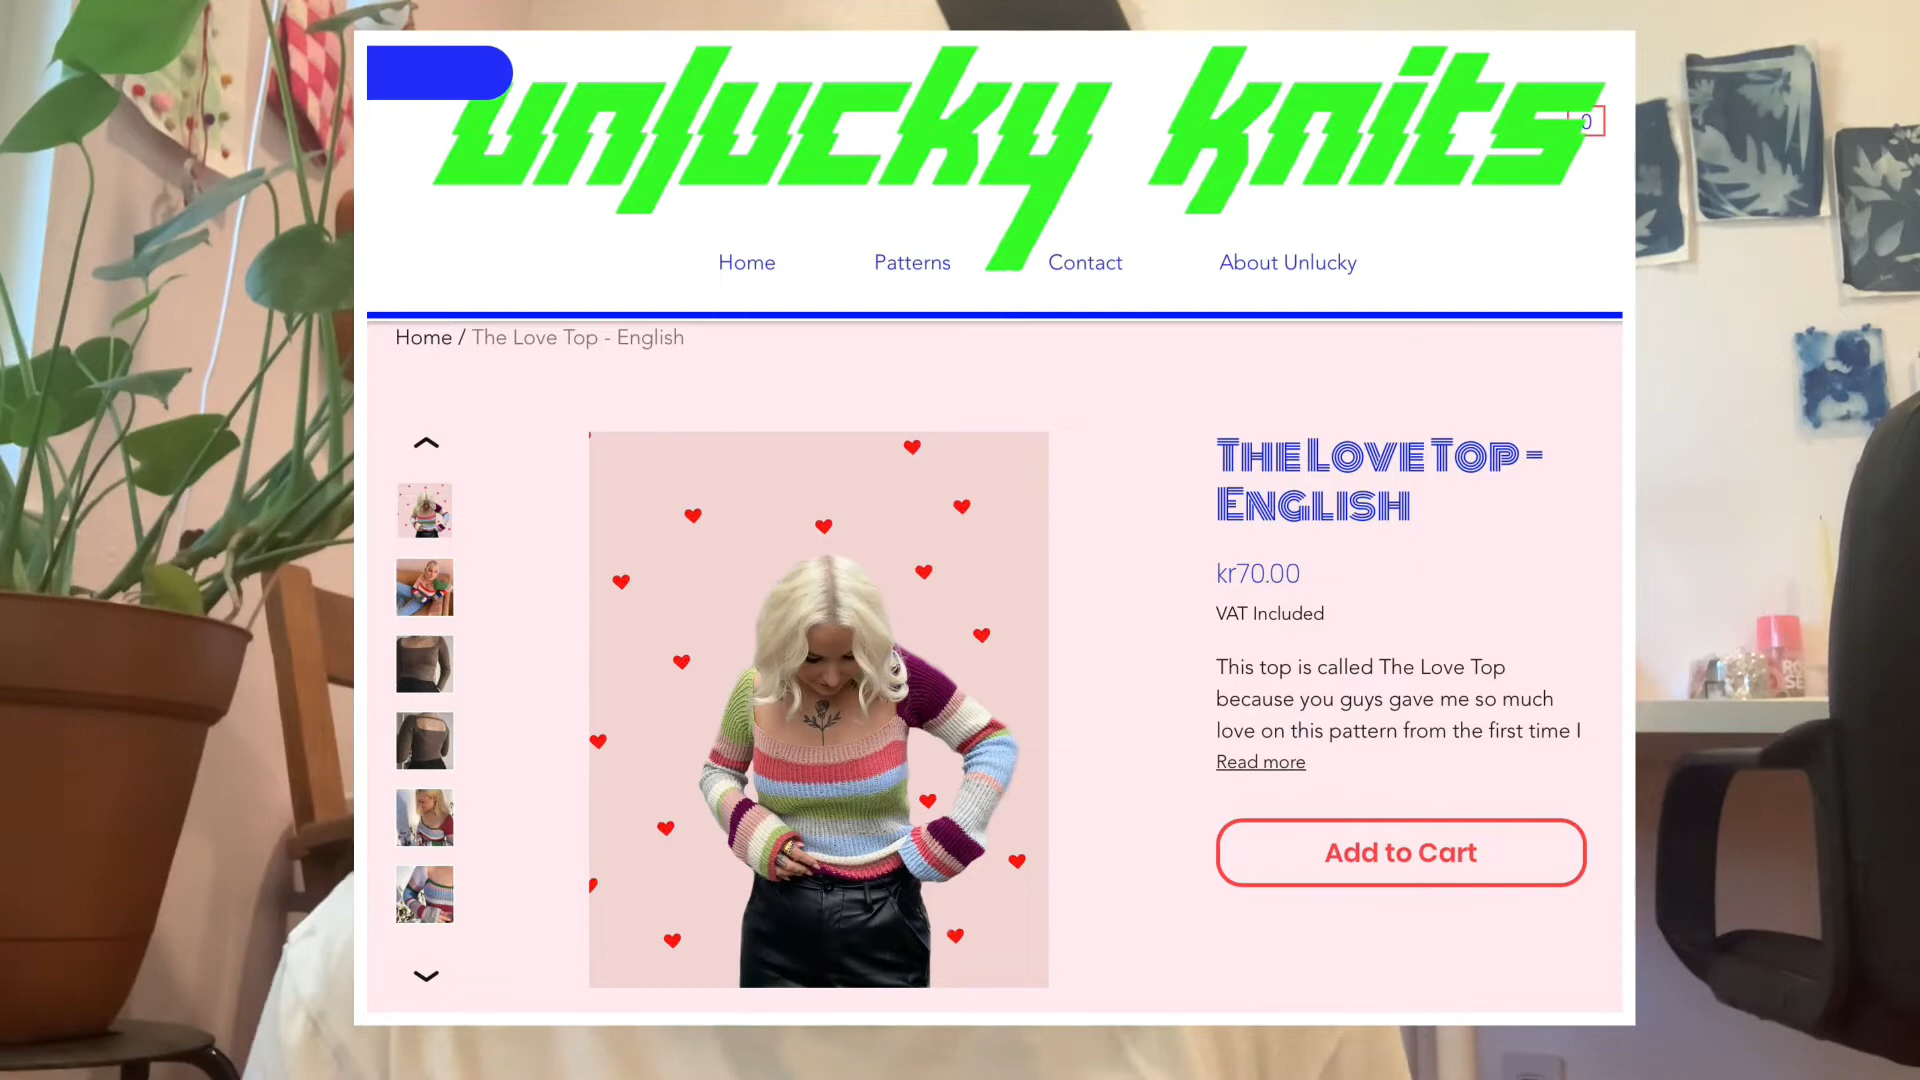 unlucky knits
0
Home
Patterns
Contact
About Unlucky
Home / The Love Top - English
The Love Top -
English
kr70.00
VAT Included
This top is called The Love Top
because you guys gave me so much
love on this pattern from the first time I
Read more
Add to Cart
RO
SE